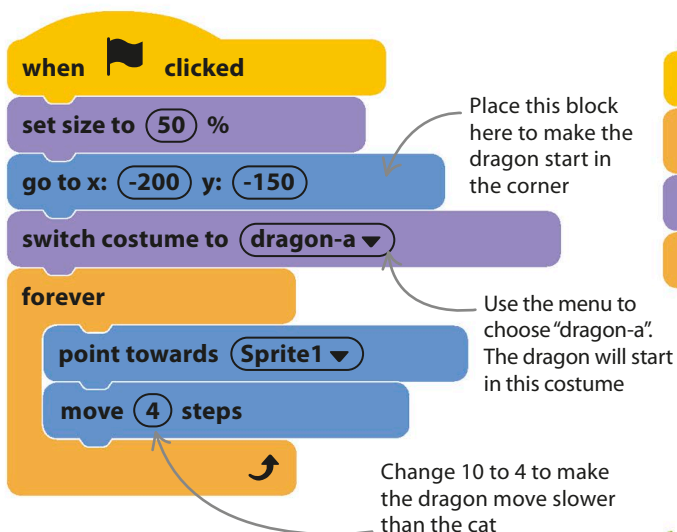 when clicked
set size to 50 %
Place this block
here to make the
dragon start in
the corner
go to x: -200 y: -150
switch costume to dragon-a
Use the menu to
choose “dragon-a”.
The dragon will start
in this costume
forever
point towards Sprite1
move 4 steps
Change 10 to 4 to make
the dragon move slower
than the cat